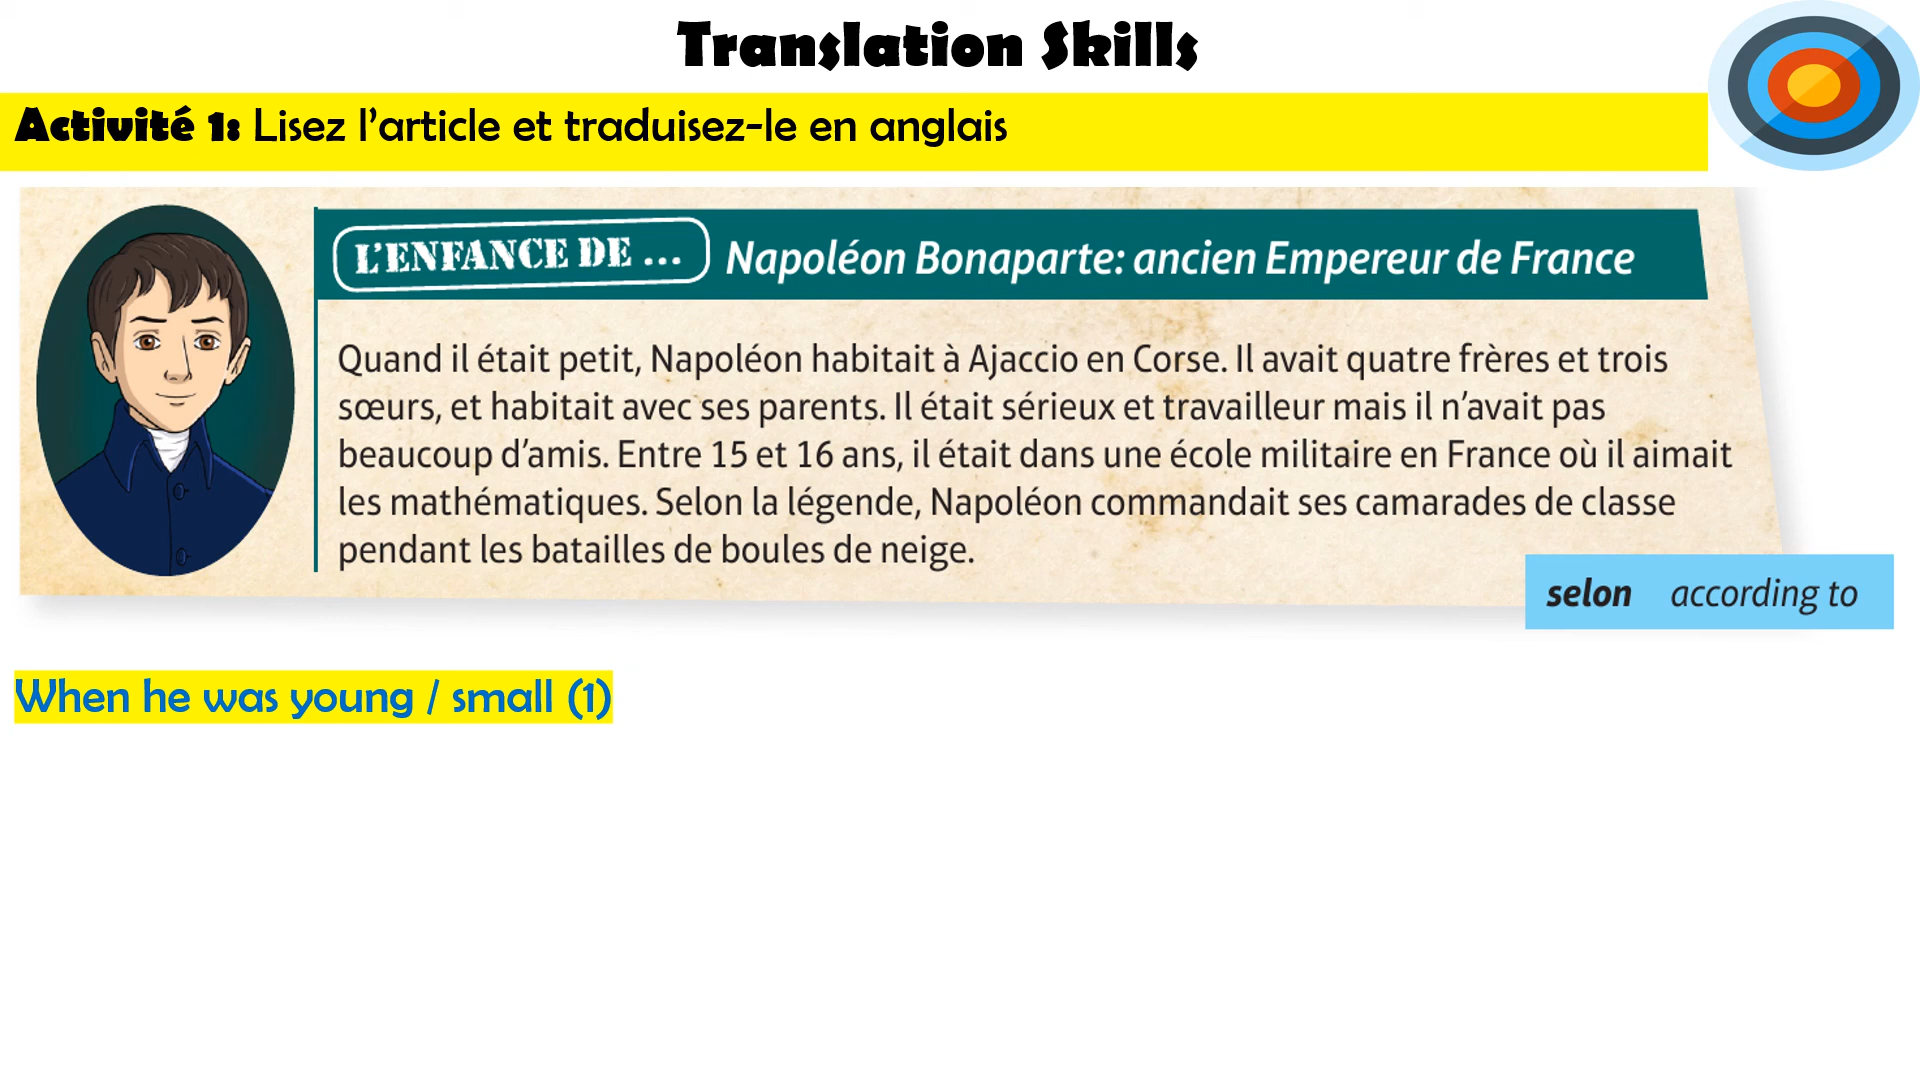 Translation Skills
Activité 1: Lisez l’article et traduisez-le en anglais
L’ENFANCE DE ... Napoléon Bonaparte: ancien Empereur de France
Quand il était petit, Napoléon habitait à Ajaccio en Corse. Il avait quatre frères et trois
sœurs, et habitait avec ses parents. Il était sérieux et travailleur mais il n’avait pas
beaucoup d’amis. Entre 15 et 16 ans, il était dans une école militaire en France où il aimait
les mathématiques. Selon la légende, Napoléon commandait ses camarades de classe
pendant les batailles de boules de neige.
selon according to
When he was young / small (1)